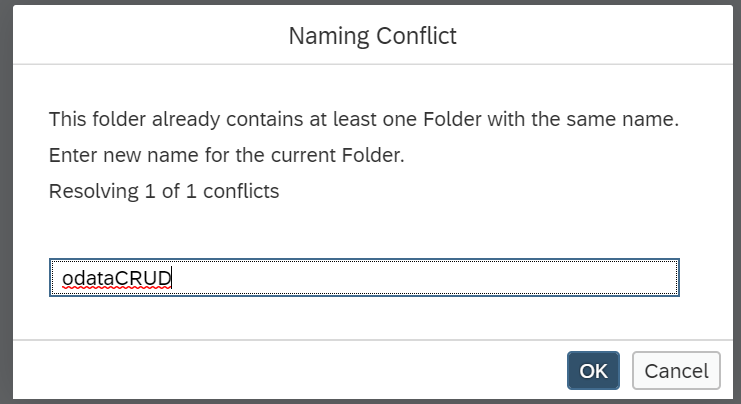 Naming Conflict
This folder already contains at least one Folder with the same name.
Enter new name for the current Folder.
Resolving 1 of 1 conflicts
odataCRUD
OK
Cancel